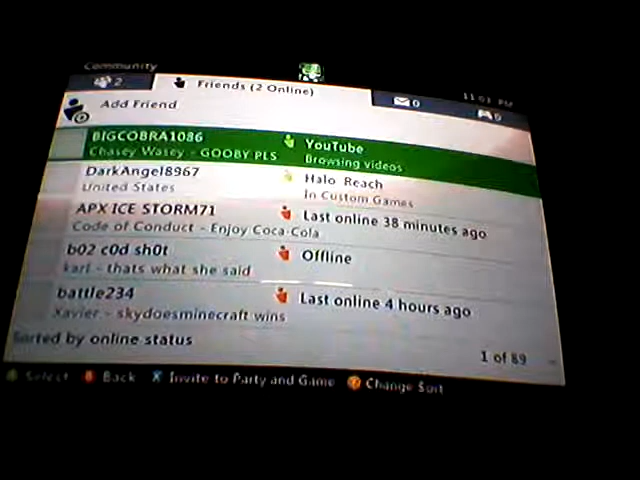 Community
2
Friends (2 Online)
0
0
11:03 PM
Add Friend
BIGCOBRA1086
YouTube
Chasey Wasey - GOOBY PLS
Browsing videos
DarkAngel8967
Halo Reach
United States
In Custom Games
APX ICE STORM71
Last online 38 minutes ago
Code of Conduct - Enjoy Coca-Cola
b02 c0d sh0t
Offline
karl - thats what she said
battle234
Last online 4 hours ago
Xavier - skydoesminecraft wins
Sorted by online status
1 of 89
A Select B Back X Invite to Party and Game Y Change Sort